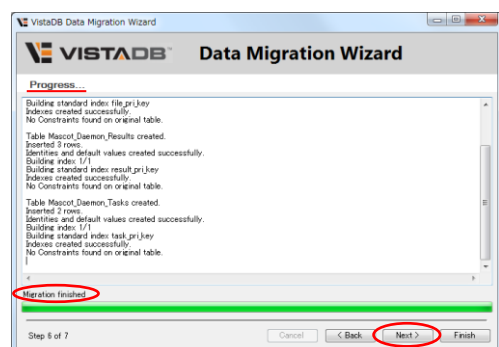 VistaDB Data Migration Wizard
VISTADB Data Migration Wizard
Progress...
Building standard index file_pri_key
Indexes created successfully.
No Constraints found on original table.
Table Mascot_Daemon_Results created.
Inserted 3 rows.
Identities and default values created successfully.
Building index 1/1
Building standard index result_pri_key
Indexes created successfully.
No Constraints found on original table.
Table Mascot_Daemon_Tasks created.
Inserted 2 rows.
Identities and default values created successfully.
Building index 1/1
Building standard index task_pri_key
Indexes created successfully.
No Constraints found on original table.
Migration finished
Step 6 of 7 Cancel < Back Next > Finish